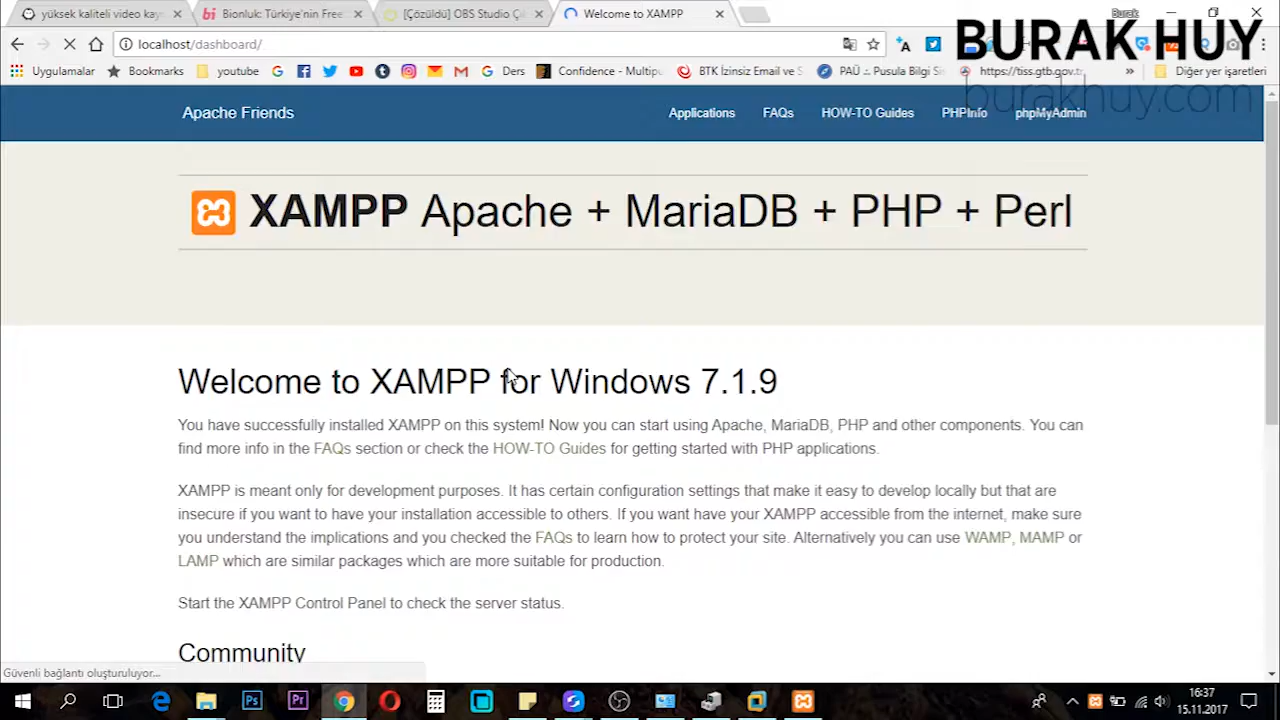 yüksek kaliteli video kay
Bionluk: Türkiye'nin Free
[Çözüldü] OBS Studio Çık
Welcome to XAMPP
Burak
localhost/dashboard/
BURAK HUY
burakhuy.com
Uygulamalar
Bookmarks
youtube
Ders
Confidence - Multipu
BTK İzinsiz Email ve S
PAÜ .: Pusula Bilgi Si
https://tiss.gtb.gov.t
»
Diğer yer işaretleri
Apache Friends
Applications
FAQs
HOW-TO Guides
PHPInfo
phpMyAdmin
XAMPP Apache + MariaDB + PHP + Perl
Welcome to XAMPP for Windows 7.1.9
You have successfully installed XAMPP on this system! Now you can start using Apache, MariaDB, PHP and other components. You can
find more info in the FAQs section or check the HOW-TO Guides for getting started with PHP applications.
XAMPP is meant only for development purposes. It has certain configuration settings that make it easy to develop locally but that are
insecure if you want to have your installation accessible to others. If you want have your XAMPP accessible from the internet, make sure
you understand the implications and you checked the FAQs to learn how to protect your site. Alternatively you can use WAMP, MAMP or
LAMP which are similar packages which are more suitable for production.
Start the XAMPP Control Panel to check the server status.
Community
Güvenli bağlantı oluşturuluyor...
Ps
Pr
16:37
15.11.2017